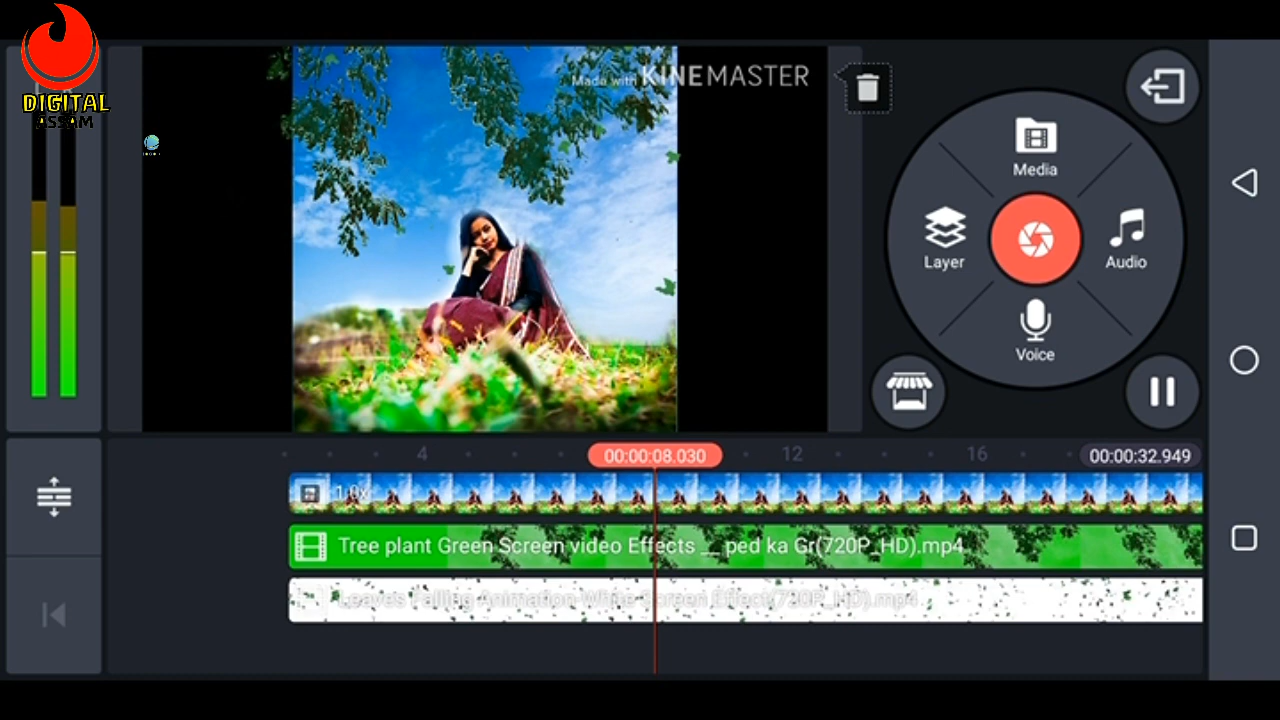 DIGITAL
ASSAM
Made with KINEMASTER
Media
Layer
Audio
Voice
4
00:00:08.030
12
16
00:00:32.949
1.0x
Tree plant Green Screen video Effects __ ped ka Gr(720P_HD).mp4
Leaves Falling Animation White Screen Effect(720P_HD).mp4